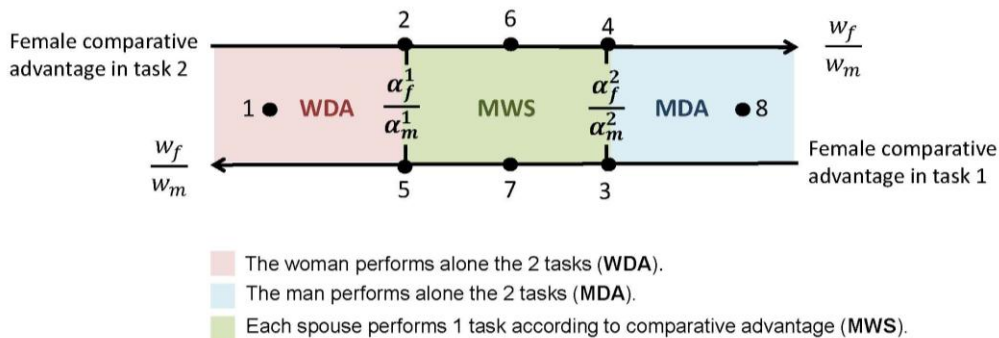 2 6 4
Female comparative
advantage in task 2
w_f / w_m
1 WDA α_f^1 / α_m^1 MWS α_f^2 / α_m^2 MDA 8
w_f / w_m
Female comparative
advantage in task 1
5 7 3
The woman performs alone the 2 tasks (WDA).
The man performs alone the 2 tasks (MDA).
Each spouse performs 1 task according to comparative advantage (MWS).